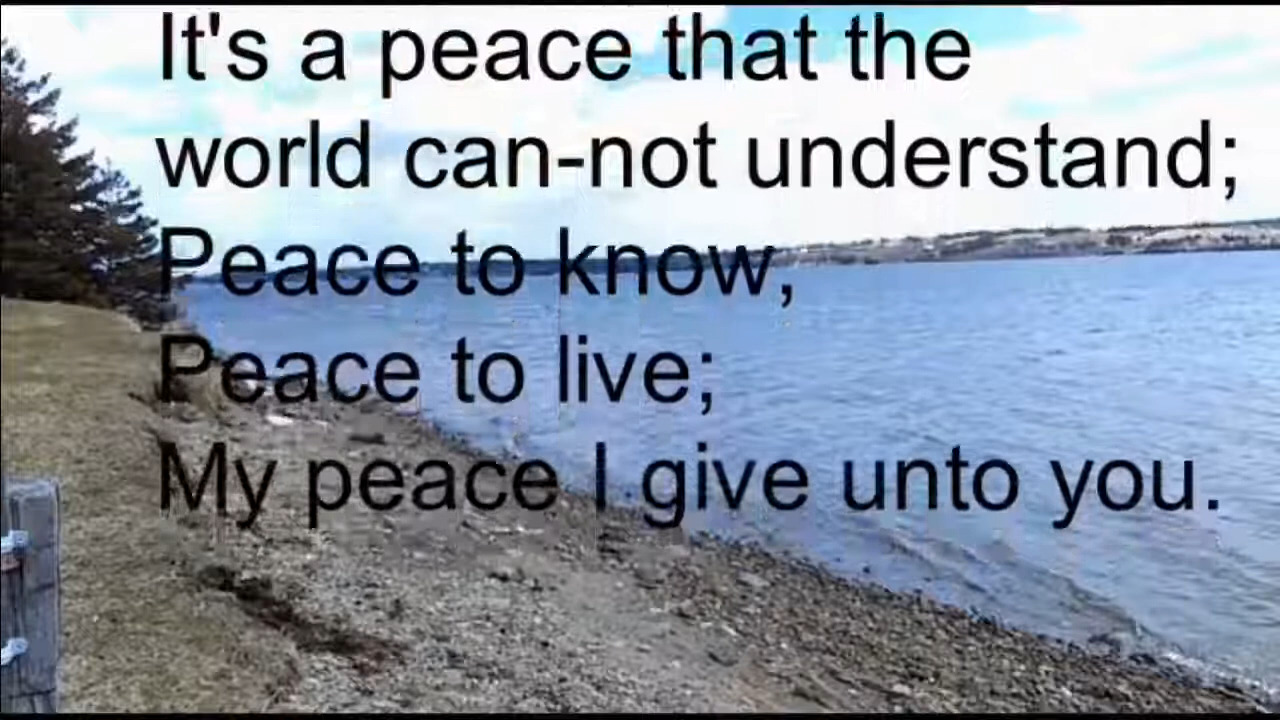 It's a peace that the
world can-not understand;
Peace to know,
Peace to live;
My peace I give unto you.